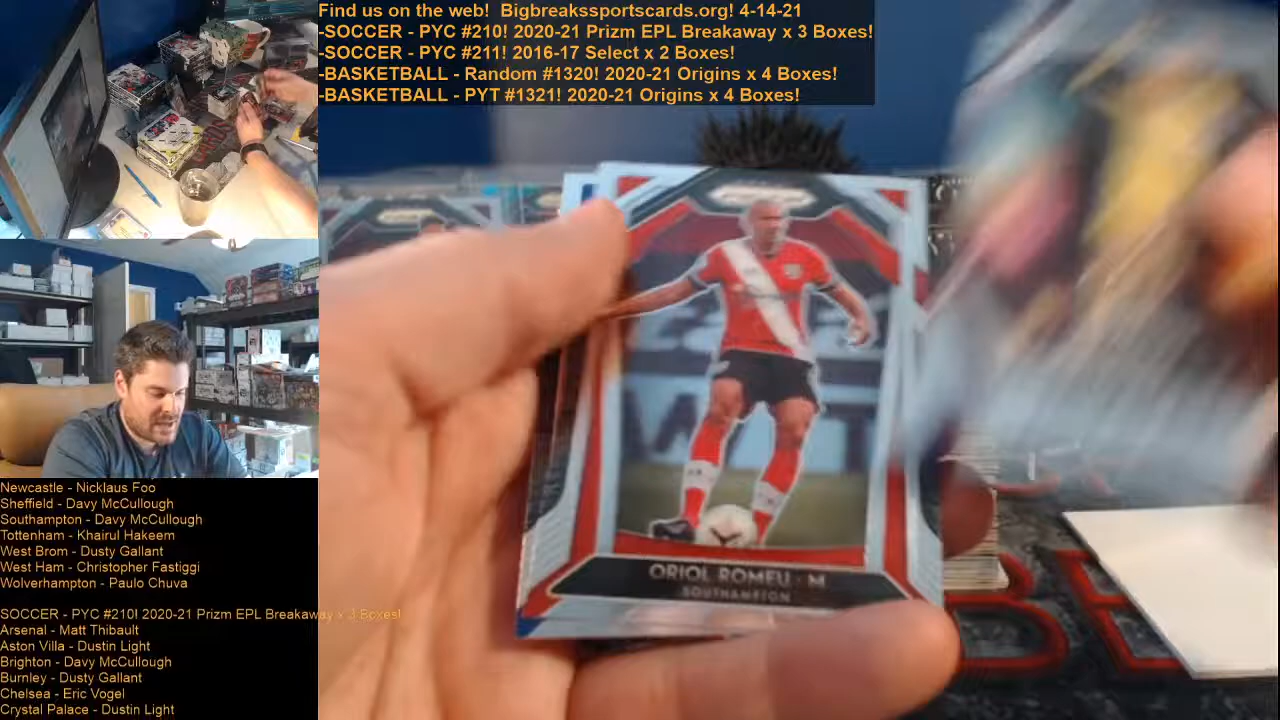 Find us on the web!  Bigbreakssportscards.org! 4-14-21
-SOCCER - PYC #210! 2020-21 Prizm EPL Breakaway x 3 Boxes!
-SOCCER - PYC #211! 2016-17 Select x 2 Boxes!
-BASKETBALL - Random #1320! 2020-21 Origins x 4 Boxes!
-BASKETBALL - PYT #1321! 2020-21 Origins x 4 Boxes!
ORIOL ROMEU - M
SOUTHAMPTON
Newcastle - Nicklaus Foo
Sheffield - Davy McCullough
Southampton - Davy McCullough
Tottenham - Khairul Hakeem
West Brom - Dusty Gallant
West Ham - Christopher Fastiggi
Wolverhampton - Paulo Chuva
SOCCER - PYC #210! 2020-21 Prizm EPL Breakaway x 3 Boxes!
Arsenal - Matt Thibault
Aston Villa - Dustin Light
Brighton - Davy McCullough
Burnley - Dusty Gallant
Chelsea - Eric Vogel
Crystal Palace - Dustin Light